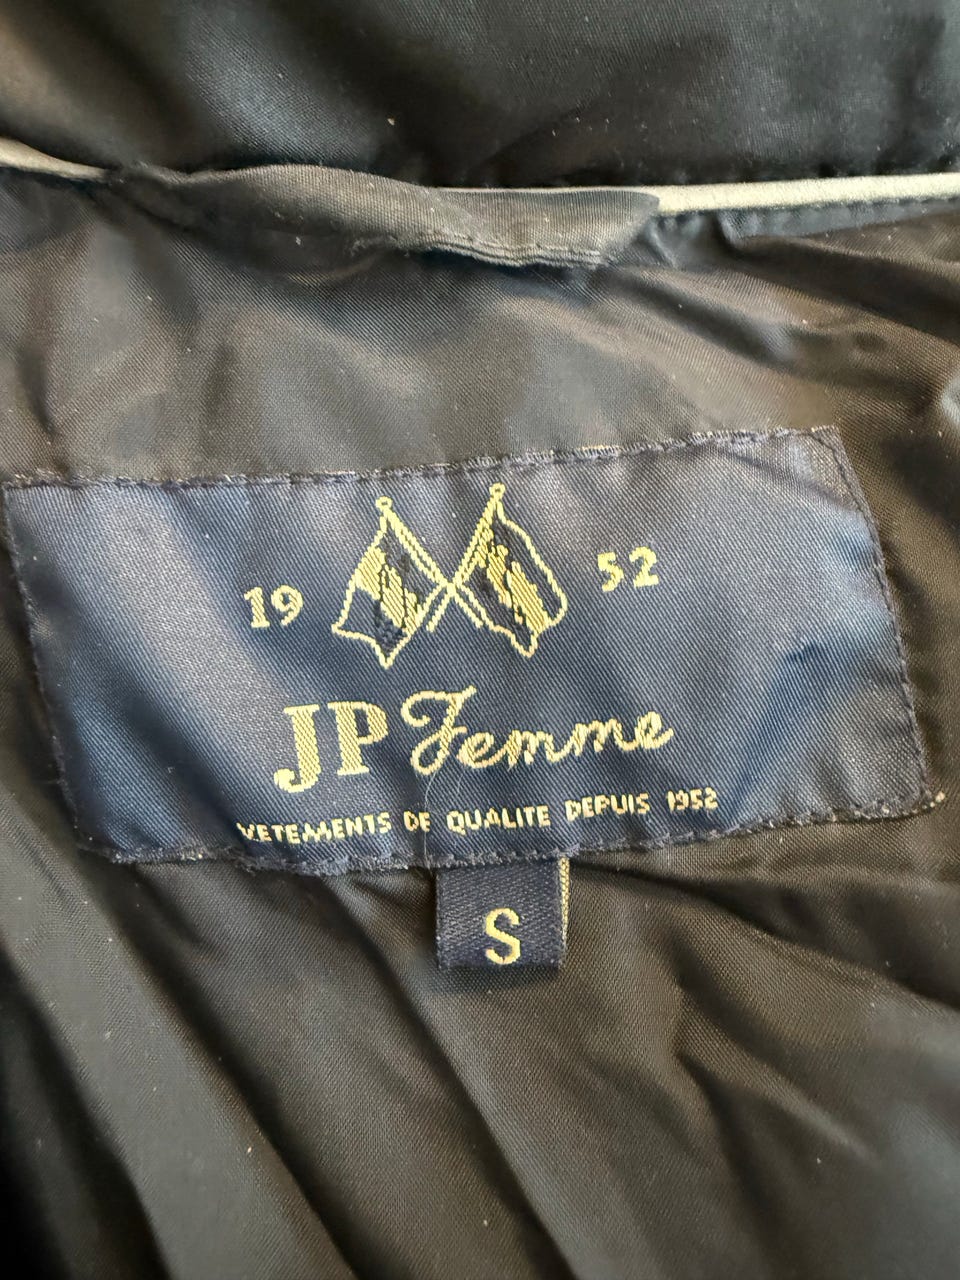 19 52
JP Femme
VETEMENTS DE QUALITE DEPUIS 1952
S